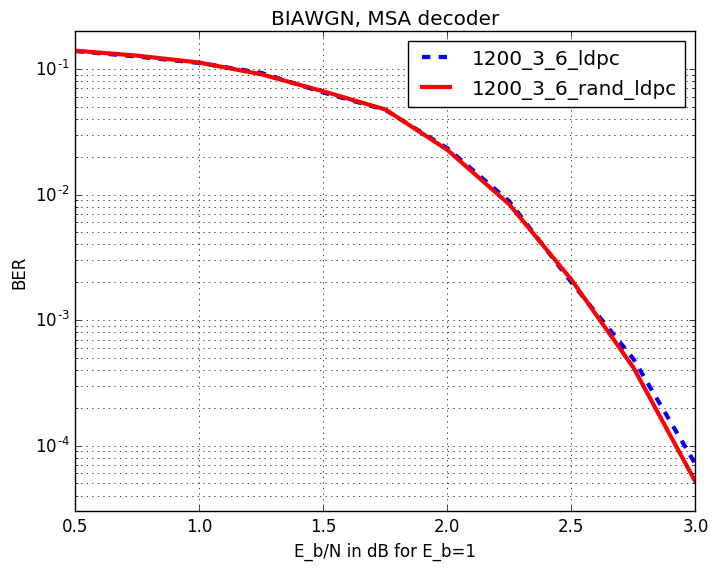 BIAWGN, MSA decoder
1200_3_6_ldpc
1200_3_6_rand_ldpc
10^-1
10^-2
10^-3
10^-4
BER
0.5 1.0 1.5 2.0 2.5 3.0
E_b/N in dB for E_b=1